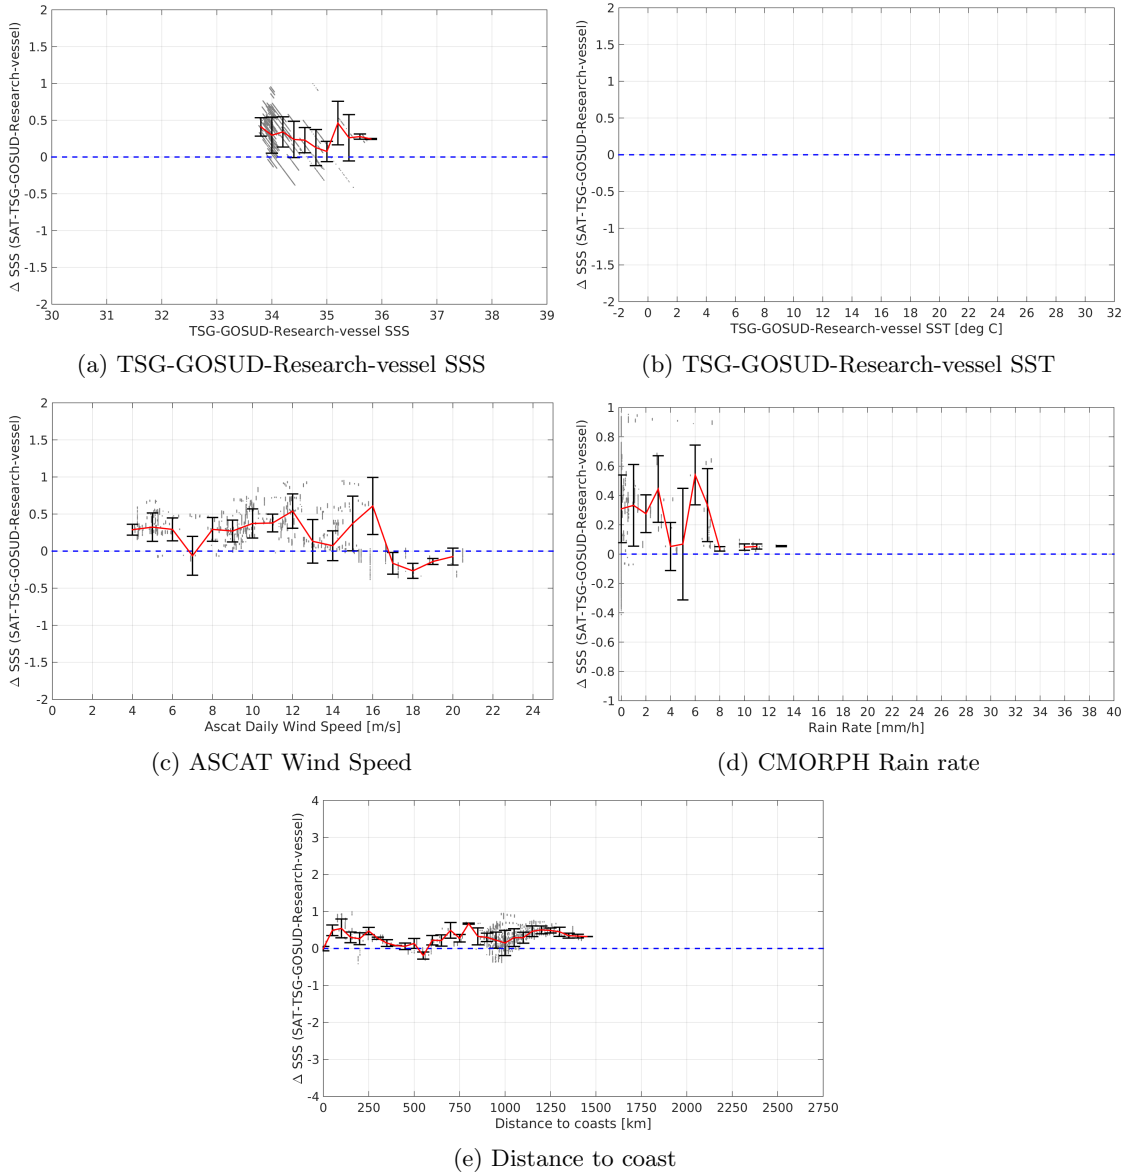 2
1.5
1
0.5
0
-0.5
-1
-1.5
-2
Δ SSS (SAT-TSG-GOSUD-Research-vessel)
30 31 32 33 34 35 36 37 38 39
TSG-GOSUD-Research-vessel SSS
(a) TSG-GOSUD-Research-vessel SSS
2
1.5
1
0.5
0
-0.5
-1
-1.5
-2
Δ SSS (SAT-TSG-GOSUD-Research-vessel)
-2 0 2 4 6 8 10 12 14 16 18 20 22 24 26 28 30 32
TSG-GOSUD-Research-vessel SST [deg C]
(b) TSG-GOSUD-Research-vessel SST
2
1.5
1
0.5
0
-0.5
-1
-1.5
-2
Δ SSS (SAT-TSG-GOSUD-Research-vessel)
0 2 4 6 8 10 12 14 16 18 20 22 24
Ascat Daily Wind Speed [m/s]
(c) ASCAT Wind Speed
1
0.8
0.6
0.4
0.2
0
-0.2
-0.4
-0.6
-0.8
-1
Δ SSS (SAT-TSG-GOSUD-Research-vessel)
0 2 4 6 8 10 12 14 16 18 20 22 24 26 28 30 32 34 36 38 40
Rain Rate [mm/h]
(d) CMORPH Rain rate
4
3
2
1
0
-1
-2
-3
-4
Δ SSS (SAT-TSG-GOSUD-Research-vessel)
0 250 500 750 1000 1250 1500 1750 2000 2250 2500 2750
Distance to coasts [km]
(e) Distance to coast